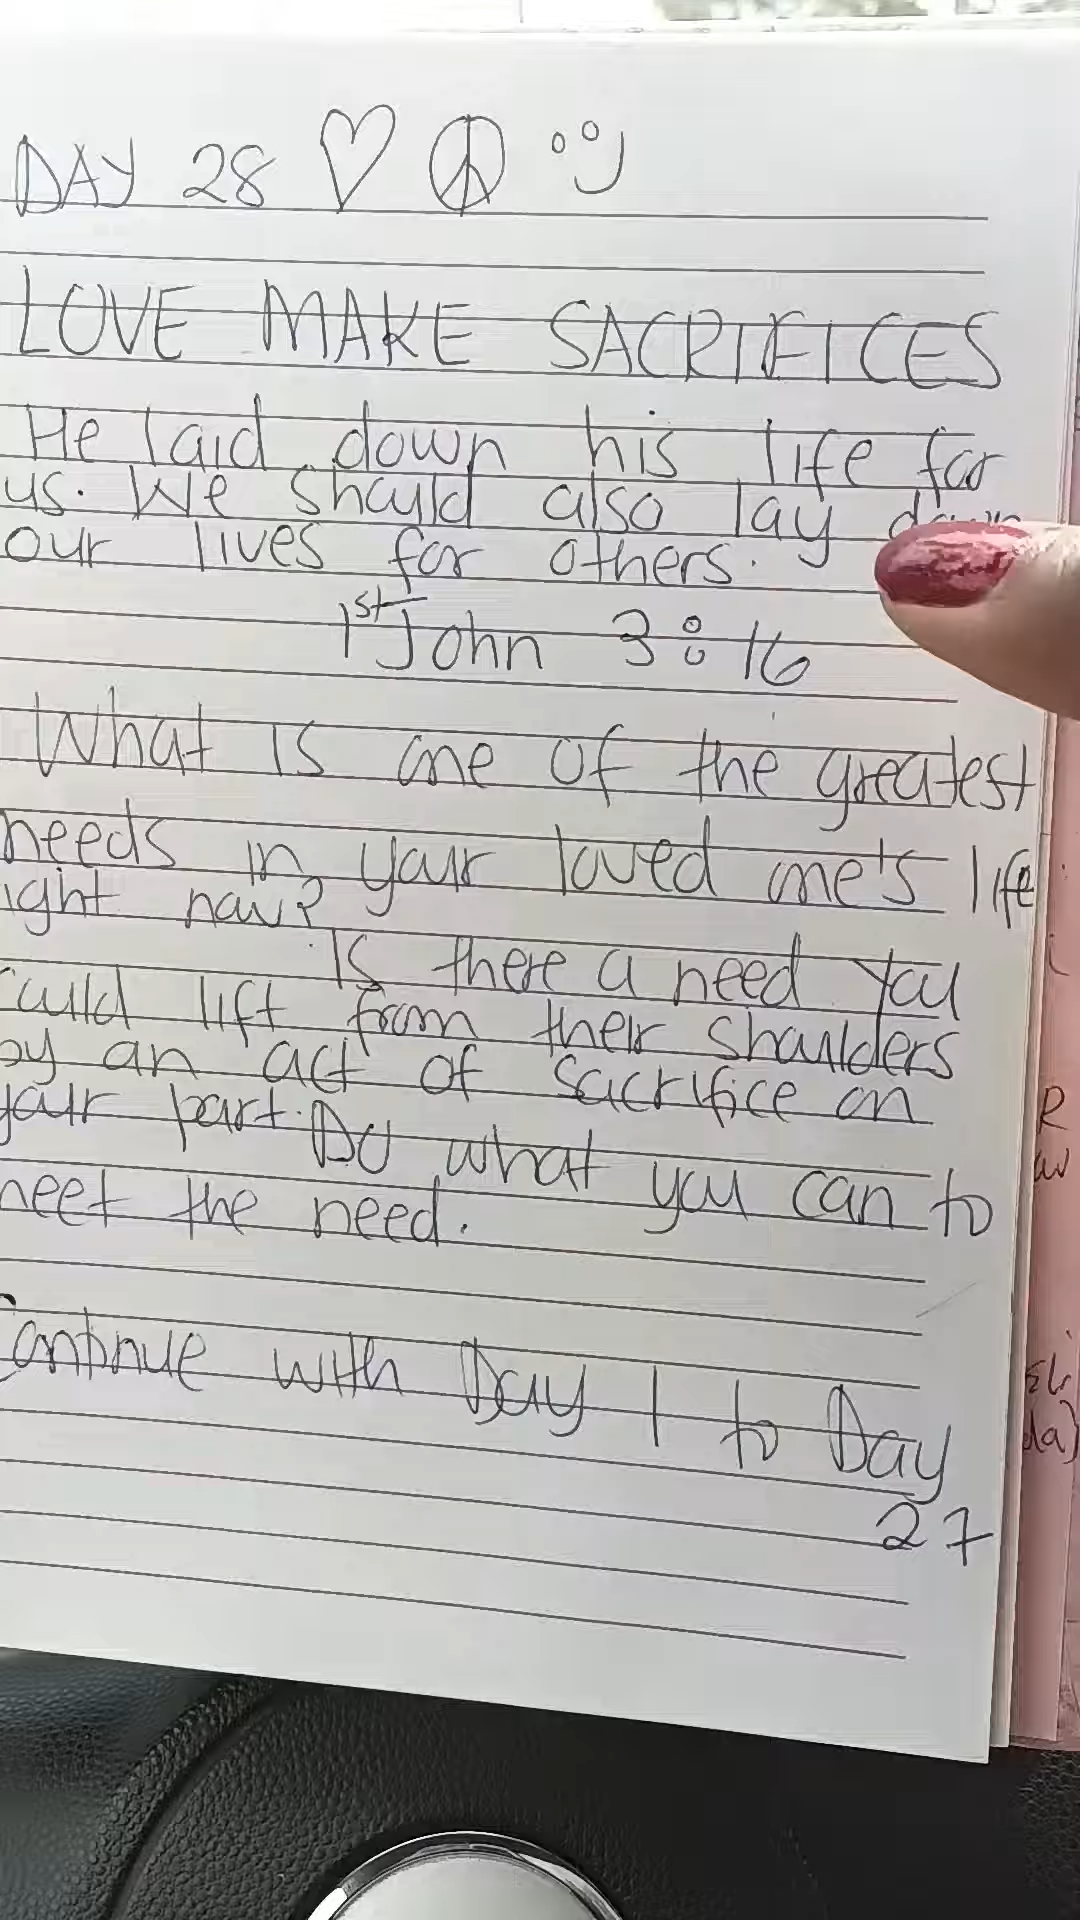 DAY 28
LOVE MAKE SACRIFICES
He laid down his life for
us. We should also lay down
our lives for others.
1st John 3:16
What is one of the greatest
needs in your loved one's life
ight now?
Is there a need you
could lift from their shoulders
by an act of sacrifice on
your part. Do what you can to
meet the need.
Continue with Day 1 to Day
27